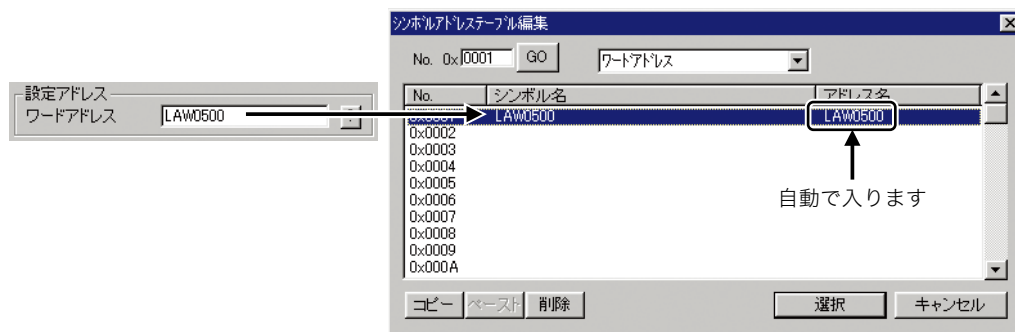 シンボルアドレステーブル編集
No. 0x 0001 GO ワードアドレス
設定アドレス
ワードアドレス LAW0500
No. シンボル名 アドレス名
0x0001 LAW0500 LAW0500
0x0002
0x0003
0x0004
0x0005
0x0006
0x0007
0x0008
0x0009
0x000A
自動で入ります
コピー ペースト 削除 選択 キャンセル